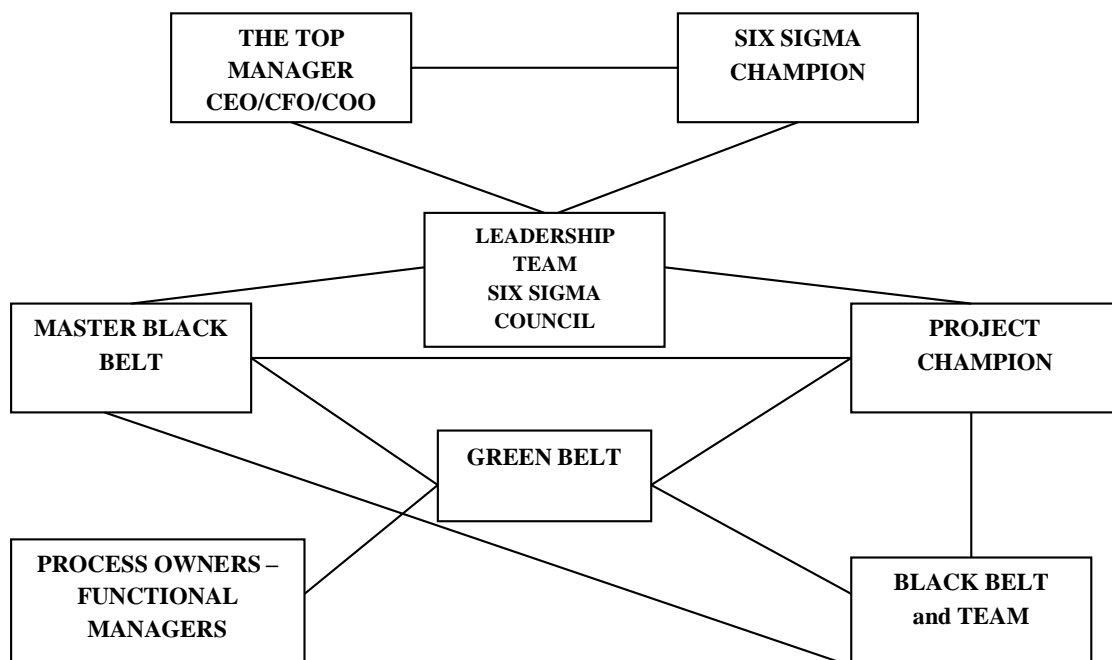 THE TOP
MANAGER
CEO/CFO/COO
SIX SIGMA
CHAMPION
LEADERSHIP
TEAM
SIX SIGMA
COUNCIL
MASTER BLACK
BELT
PROJECT
CHAMPION
GREEN BELT
PROCESS OWNERS –
FUNCTIONAL
MANAGERS
BLACK BELT
and TEAM